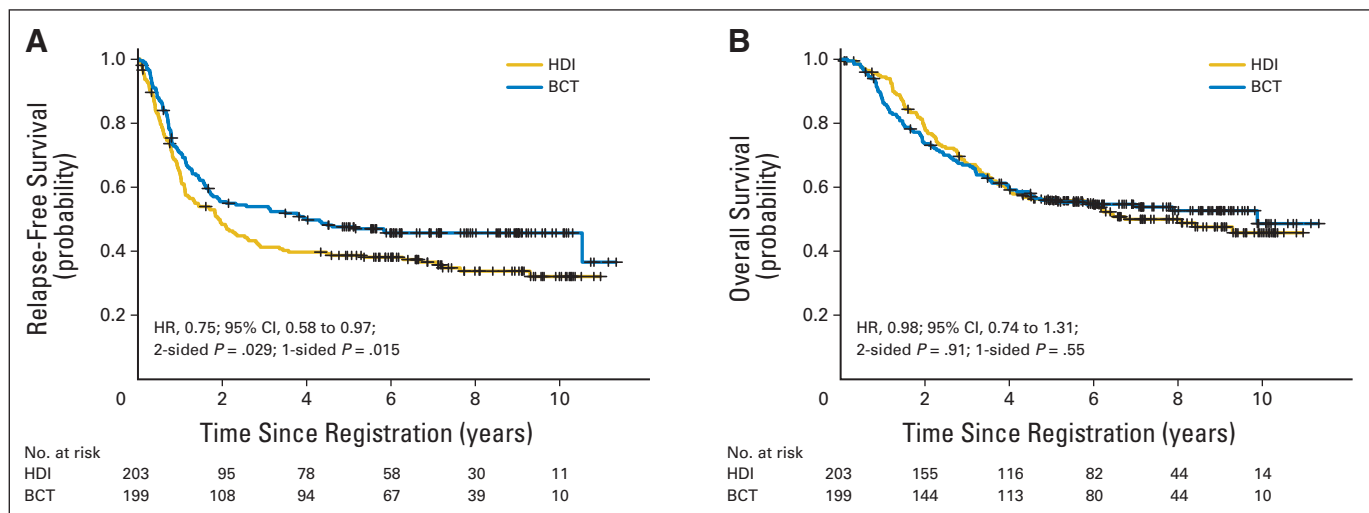 A
Relapse-Free Survival
(probability)
1.0
0.8
0.6
0.4
0.2
0
2
4
6
8
10
HDI
BCT
HR, 0.75; 95% CI, 0.58 to 0.97;
2-sided P = .029; 1-sided P = .015
Time Since Registration (years)
No. at risk
HDI 203 95 78 58 30 11
BCT 199 108 94 67 39 10
B
Overall Survival
(probability)
1.0
0.8
0.6
0.4
0.2
0
2
4
6
8
10
HDI
BCT
HR, 0.98; 95% CI, 0.74 to 1.31;
2-sided P = .91; 1-sided P = .55
Time Since Registration (years)
No. at risk
HDI 203 155 116 82 44 14
BCT 199 144 113 80 44 10